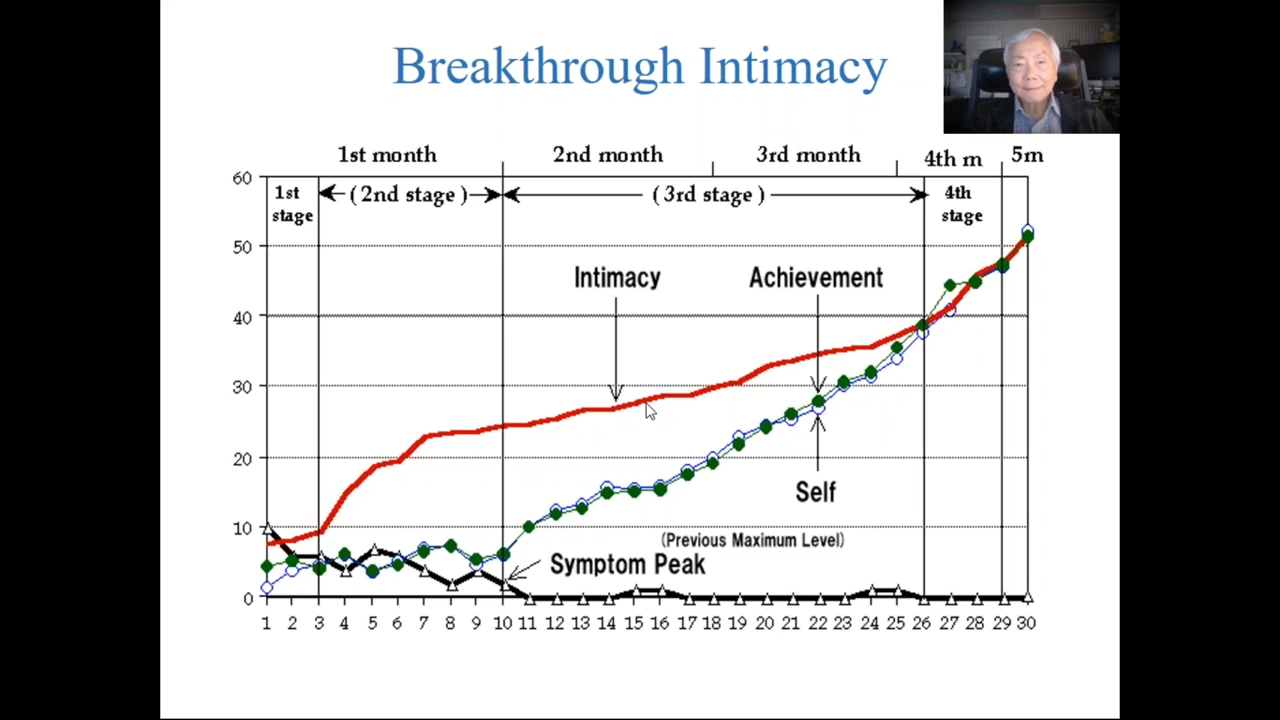 Breakthrough Intimacy
1st month 2nd month 3rd month 4th m 5m
1st stage ( 2nd stage ) ( 3rd stage ) 4th stage
60
50
40
30
20
10
0
Intimacy
Achievement
Self
(Previous Maximum Level)
Symptom Peak
1 2 3 4 5 6 7 8 9 10 11 12 13 14 15 16 17 18 19 20 21 22 23 24 25 26 27 28 29 30